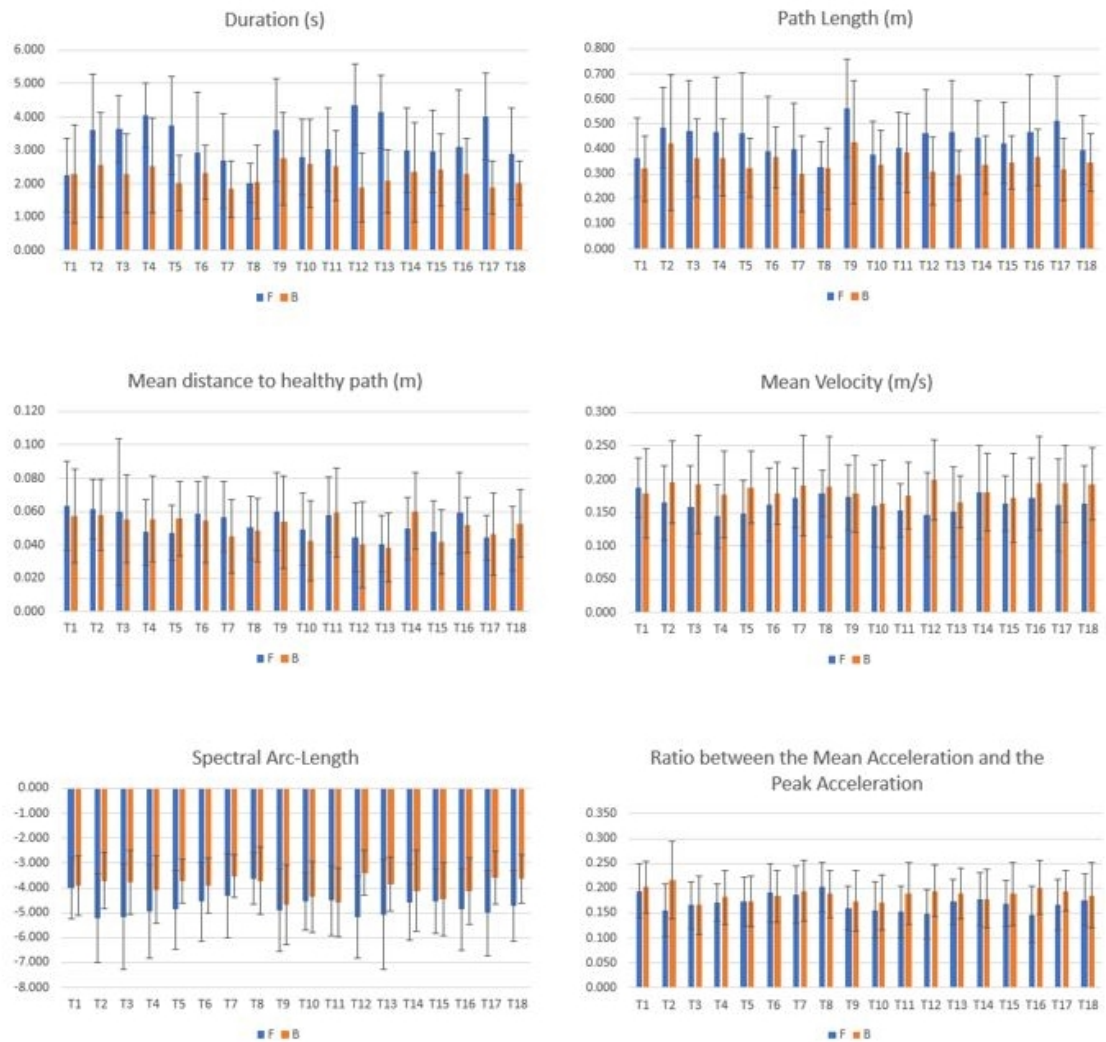 Duration (s)
6.000
5.000
4.000
3.000
2.000
1.000
0.000
T1 T2 T3 T4 T5 T6 T7 T8 T9 T10 T11 T12 T13 T14 T15 T16 T17 T18
F B
Path Length (m)
0.800
0.700
0.600
0.500
0.400
0.300
0.200
0.100
0.000
T1 T2 T3 T4 T5 T6 T7 T8 T9 T10 T11 T12 T13 T14 T15 T16 T17 T18
F B
Mean distance to healthy path (m)
0.120
0.100
0.080
0.060
0.040
0.020
0.000
T1 T2 T3 T4 T5 T6 T7 T8 T9 T10 T11 T12 T13 T14 T15 T16 T17 T18
F B
Mean Velocity (m/s)
0.300
0.250
0.200
0.150
0.100
0.050
0.000
T1 T2 T3 T4 T5 T6 T7 T8 T9 T10 T11 T12 T13 T14 T15 T16 T17 T18
F B
Spectral Arc-Length
0.000
-1.000
-2.000
-3.000
-4.000
-5.000
-6.000
-7.000
-8.000
T1 T2 T3 T4 T5 T6 T7 T8 T9 T10 T11 T12 T13 T14 T15 T16 T17 T18
F B
Ratio between the Mean Acceleration and the
Peak Acceleration
0.350
0.300
0.250
0.200
0.150
0.100
0.050
0.000
T1 T2 T3 T4 T5 T6 T7 T8 T9 T10 T11 T12 T13 T14 T15 T16 T17 T18
F B